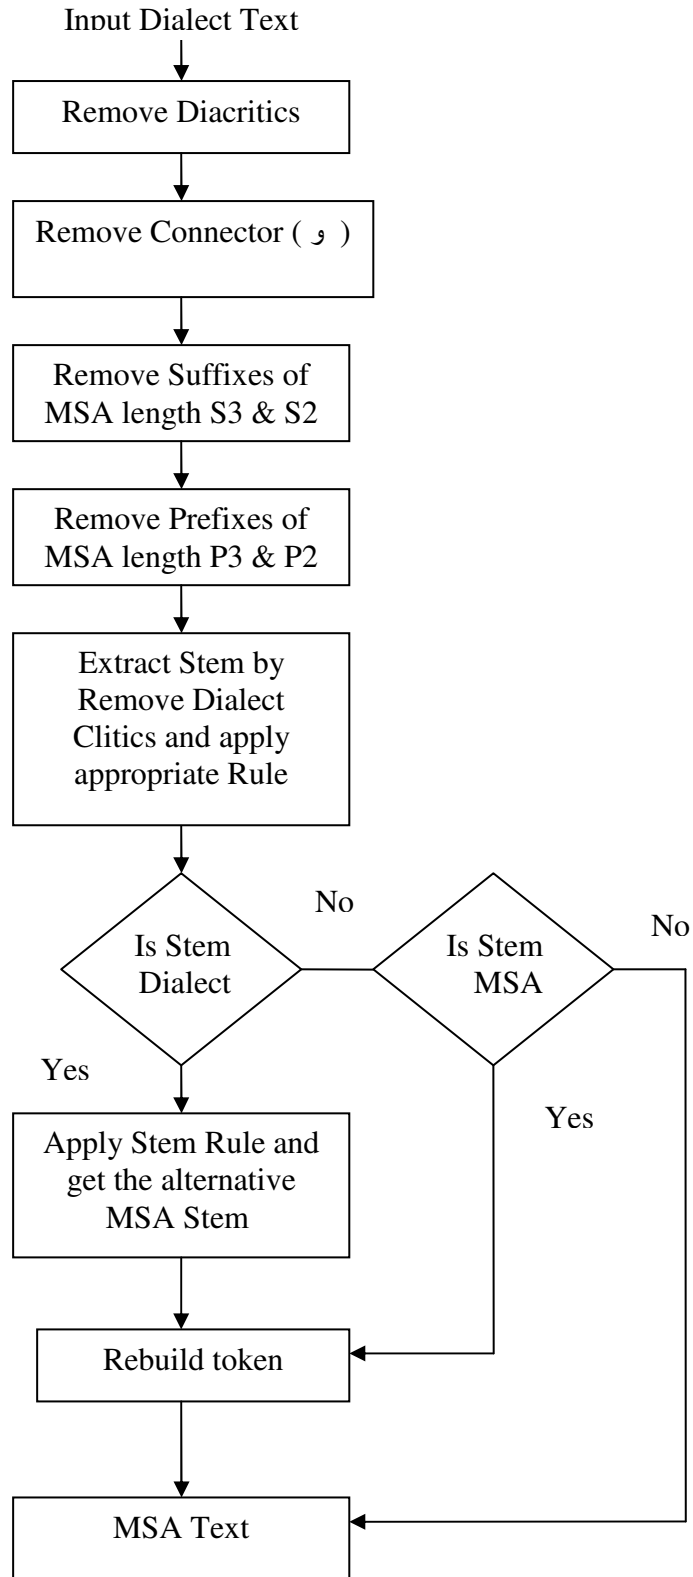 Input Dialect Text
Remove Diacritics
Remove Connector ( و )
Remove Suffixes of
MSA length S3 & S2
Remove Prefixes of
MSA length P3 & P2
Extract Stem by
Remove Dialect
Clitics and apply
appropriate Rule
No
Is Stem
Dialect
Is Stem
MSA
No
Yes
Yes
Apply Stem Rule and
get the alternative
MSA Stem
Rebuild token
MSA Text